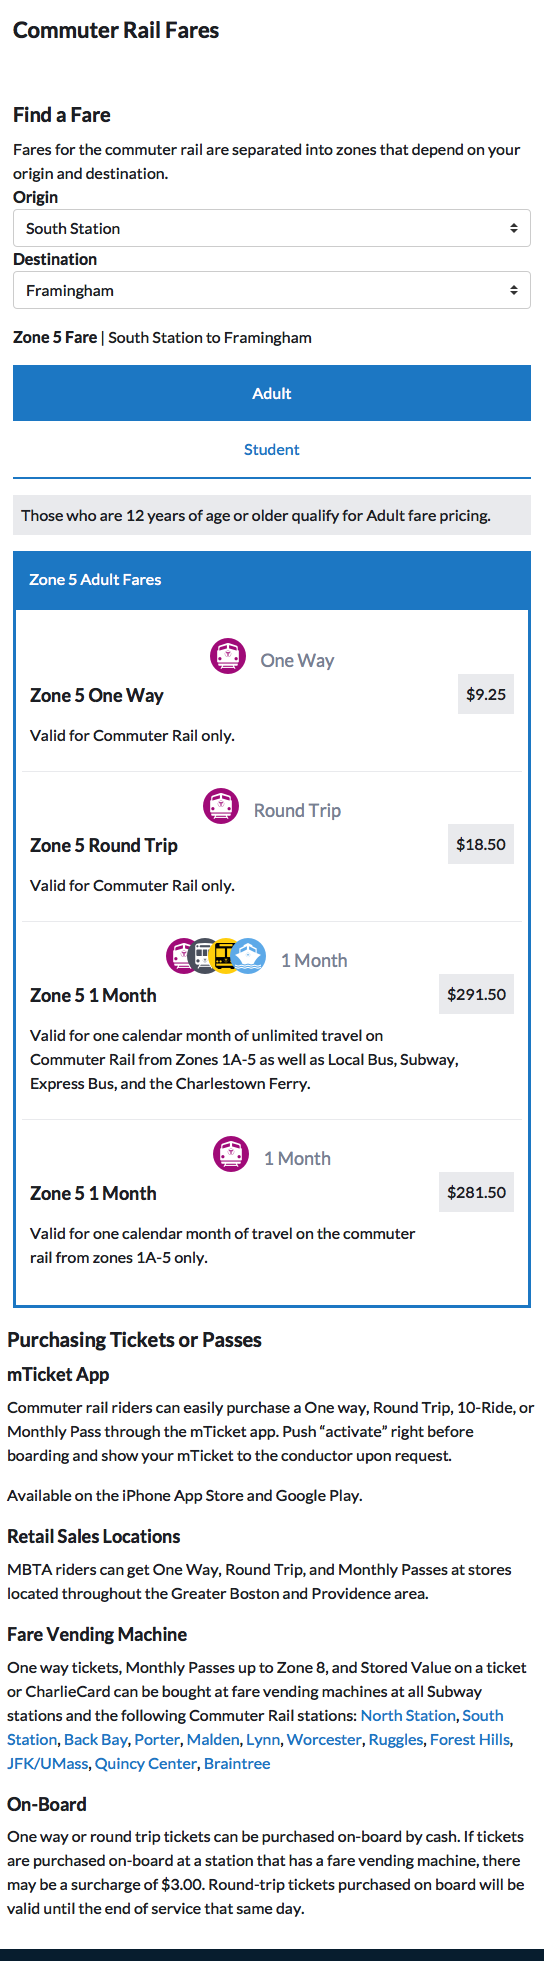 Commuter Rail Fares
Find a Fare
Fares for the commuter rail are separated into zones that depend on your
origin and destination.
Origin
South Station
Destination
Framingham
Zone 5 Fare | South Station to Framingham
Adult
Student
Those who are 12 years of age or older qualify for Adult fare pricing.
Zone 5 Adult Fares
One Way
Zone 5 One Way
$9.25
Valid for Commuter Rail only.
Round Trip
Zone 5 Round Trip
$18.50
Valid for Commuter Rail only.
1 Month
Zone 5 1 Month
$291.50
Valid for one calendar month of unlimited travel on
Commuter Rail from Zones 1A-5 as well as Local Bus, Subway,
Express Bus, and the Charlestown Ferry.
1 Month
Zone 5 1 Month
$281.50
Valid for one calendar month of travel on the commuter
rail from zones 1A-5 only.
Purchasing Tickets or Passes
mTicket App
Commuter rail riders can easily purchase a One way, Round Trip, 10-Ride, or
Monthly Pass through the mTicket app. Push “activate” right before
boarding and show your mTicket to the conductor upon request.
Available on the iPhone App Store and Google Play.
Retail Sales Locations
MBTA riders can get One Way, Round Trip, and Monthly Passes at stores
located throughout the Greater Boston and Providence area.
Fare Vending Machine
One way tickets, Monthly Passes up to Zone 8, and Stored Value on a ticket
or CharlieCard can be bought at fare vending machines at all Subway
stations and the following Commuter Rail stations: North Station, South
Station, Back Bay, Porter, Malden, Lynn, Worcester, Ruggles, Forest Hills,
JFK/UMass, Quincy Center, Braintree
On-Board
One way or round trip tickets can be purchased on-board by cash. If tickets
are purchased on-board at a station that has a fare vending machine, there
may be a surcharge of $3.00. Round-trip tickets purchased on board will be
valid until the end of service that same day.